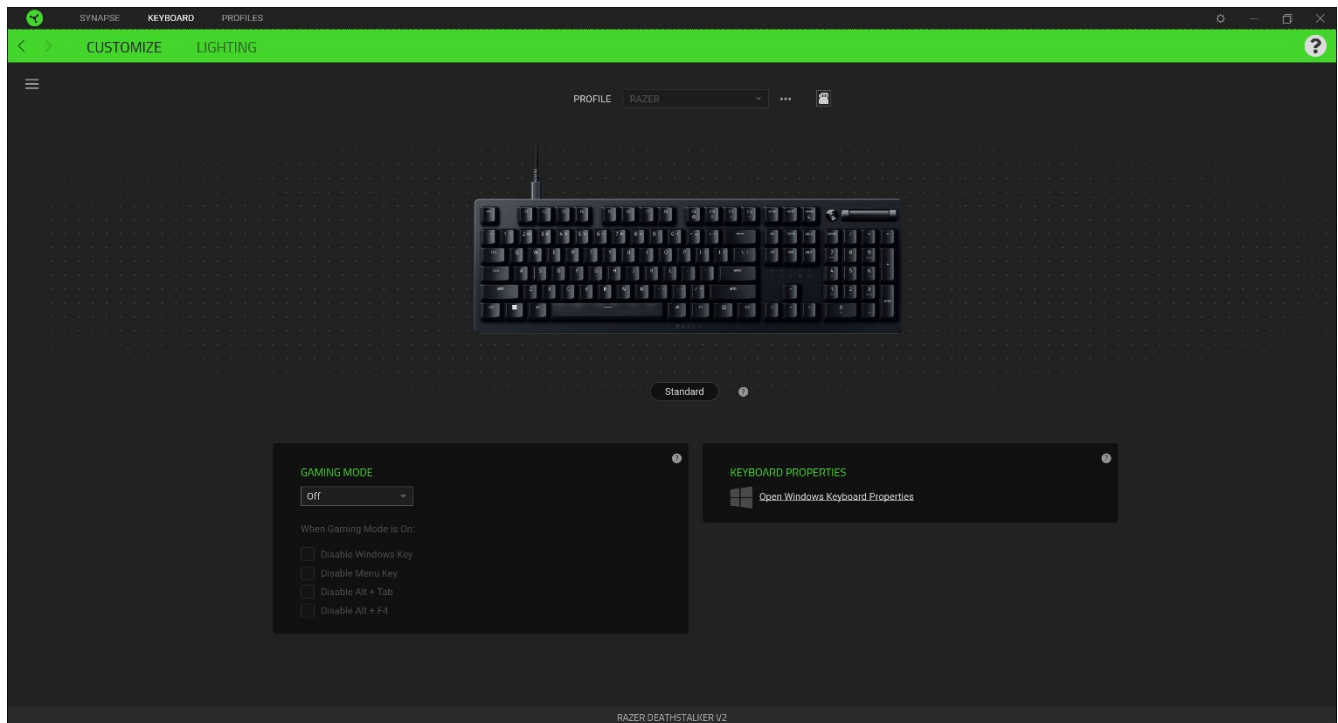 SYNAPSE KEYBOARD PROFILES
CUSTOMIZE LIGHTING
PROFILE RAZER
Standard
GAMING MODE
Off
When Gaming Mode is On:
Disable Windows Key
Disable Menu Key
Disable Alt + Tab
Disable Alt + F4
KEYBOARD PROPERTIES
Open Windows Keyboard Properties
RAZER DEATHSTALKER V2